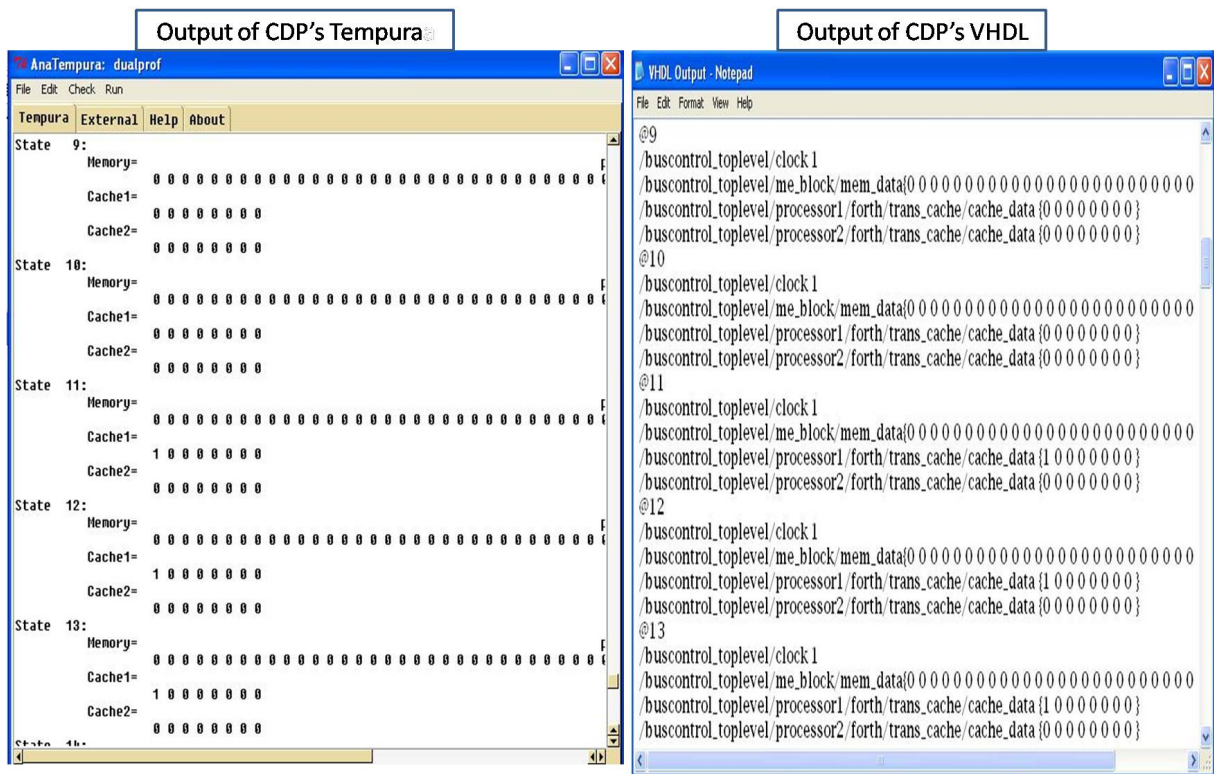 Output of CDP's Tempura
AnaTempura: dualprof
File Edit Check Run
Tempura External Help About
State 9:
Memory=
0 0 0 0 0 0 0 0 0 0 0 0 0 0 0 0 0 0 0 0 0 0 0 0 0 0 0 0 0 0 0
Cache1=
0 0 0 0 0 0 0 0
Cache2=
0 0 0 0 0 0 0 0
State 10:
Memory=
0 0 0 0 0 0 0 0 0 0 0 0 0 0 0 0 0 0 0 0 0 0 0 0 0 0 0 0 0 0 0
Cache1=
0 0 0 0 0 0 0 0
Cache2=
0 0 0 0 0 0 0 0
State 11:
Memory=
0 0 0 0 0 0 0 0 0 0 0 0 0 0 0 0 0 0 0 0 0 0 0 0 0 0 0 0 0 0 0
Cache1=
1 0 0 0 0 0 0 0
Cache2=
0 0 0 0 0 0 0 0
State 12:
Memory=
0 0 0 0 0 0 0 0 0 0 0 0 0 0 0 0 0 0 0 0 0 0 0 0 0 0 0 0 0 0 0
Cache1=
1 0 0 0 0 0 0 0
Cache2=
0 0 0 0 0 0 0 0
State 13:
Memory=
0 0 0 0 0 0 0 0 0 0 0 0 0 0 0 0 0 0 0 0 0 0 0 0 0 0 0 0 0 0 0
Cache1=
1 0 0 0 0 0 0 0
Cache2=
0 0 0 0 0 0 0 0
State 14:
Output of CDP's VHDL
VHDL Output - Notepad
File Edit Format View Help
@9
/buscontrol_toplevel/clock 1
/buscontrol_toplevel/me_block/mem_data{0 0 0 0 0 0 0 0 0 0 0 0 0 0 0 0 0 0 0 0 0 0 0 0 0
/buscontrol_toplevel/processor1/forth/trans_cache/cache_data {0 0 0 0 0 0 0 0 }
/buscontrol_toplevel/processor2/forth/trans_cache/cache_data {0 0 0 0 0 0 0 0 }
@10
/buscontrol_toplevel/clock 1
/buscontrol_toplevel/me_block/mem_data{0 0 0 0 0 0 0 0 0 0 0 0 0 0 0 0 0 0 0 0 0 0 0 0 0
/buscontrol_toplevel/processor1/forth/trans_cache/cache_data {0 0 0 0 0 0 0 0 }
/buscontrol_toplevel/processor2/forth/trans_cache/cache_data {0 0 0 0 0 0 0 0 }
@11
/buscontrol_toplevel/clock 1
/buscontrol_toplevel/me_block/mem_data{0 0 0 0 0 0 0 0 0 0 0 0 0 0 0 0 0 0 0 0 0 0 0 0 0
/buscontrol_toplevel/processor1/forth/trans_cache/cache_data {1 0 0 0 0 0 0 0 }
/buscontrol_toplevel/processor2/forth/trans_cache/cache_data {0 0 0 0 0 0 0 0 }
@12
/buscontrol_toplevel/clock 1
/buscontrol_toplevel/me_block/mem_data{0 0 0 0 0 0 0 0 0 0 0 0 0 0 0 0 0 0 0 0 0 0 0 0 0
/buscontrol_toplevel/processor1/forth/trans_cache/cache_data {1 0 0 0 0 0 0 0 }
/buscontrol_toplevel/processor2/forth/trans_cache/cache_data {0 0 0 0 0 0 0 0 }
@13
/buscontrol_toplevel/clock 1
/buscontrol_toplevel/me_block/mem_data{0 0 0 0 0 0 0 0 0 0 0 0 0 0 0 0 0 0 0 0 0 0 0 0 0
/buscontrol_toplevel/processor1/forth/trans_cache/cache_data {1 0 0 0 0 0 0 0 }
/buscontrol_toplevel/processor2/forth/trans_cache/cache_data {0 0 0 0 0 0 0 0 }